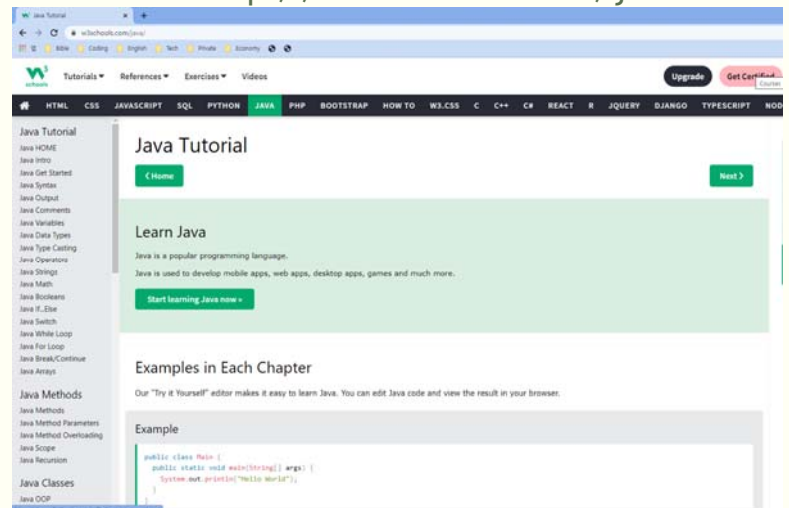 Java Tutorial
w3schools.com/java/
Bible Coding English Tech Private Economy
schools Tutorials References Exercises Videos Upgrade Get Certified
Courses
HTML CSS JAVASCRIPT SQL PYTHON JAVA PHP BOOTSTRAP HOW TO W3.CSS C C++ C# REACT R JQUERY DJANGO TYPESCRIPT NOD
Java Tutorial
Java HOME
Java Intro
Java Get Started
Java Syntax
Java Output
Java Comments
Java Variables
Java Data Types
Java Type Casting
Java Operators
Java Strings
Java Math
Java Booleans
Java If...Else
Java Switch
Java While Loop
Java For Loop
Java Break/Continue
Java Arrays
Java Methods
Java Methods
Java Method Parameters
Java Method Overloading
Java Scope
Java Recursion
Java Classes
Java OOP
Java Tutorial
❮ Home
Next ❯
Learn Java
Java is a popular programming language.
Java is used to develop mobile apps, web apps, desktop apps, games and much more.
Start learning Java now »
Examples in Each Chapter
Our "Try it Yourself" editor makes it easy to learn Java. You can edit Java code and view the result in your browser.
Example
public class Main {
public static void main(String[] args) {
System.out.println("Hello World");
}
}